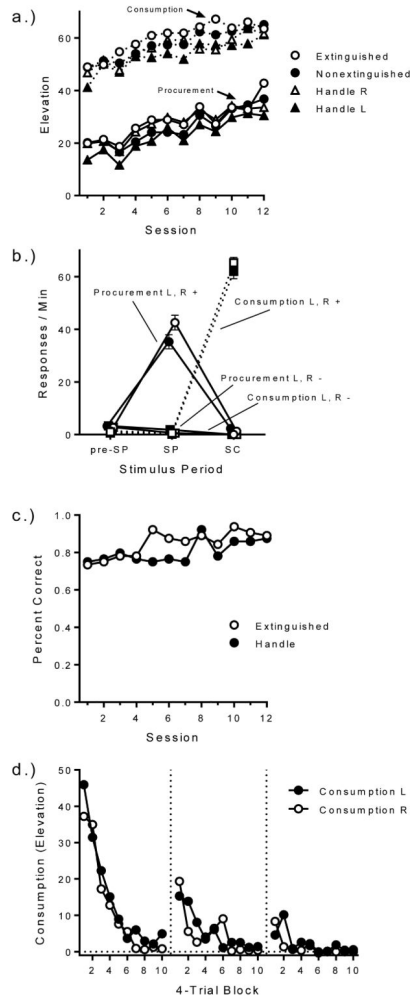 a.)
Consumption
Procurement
Elevation
60
40
20
0
2 4 6 8 10 12
Session
Extinguished
Nonextinguished
Handle R
Handle L
b.)
Responses / Min
60
40
20
0
Procurement L, R +
Consumption L, R +
Procurement L, R -
Consumption L, R -
pre-SP SP SC
Stimulus Period
c.)
Percent Correct
1.0
0.8
0.6
0.4
0.2
0.0
Extinguished
Handle
2 4 6 8 10 12
Session
d.)
Consumption (Elevation)
50
40
30
20
10
0
Consumption L
Consumption R
2 4 6 8 10 2 4 6 8 10 2 4 6 8 10
4-Trial Block